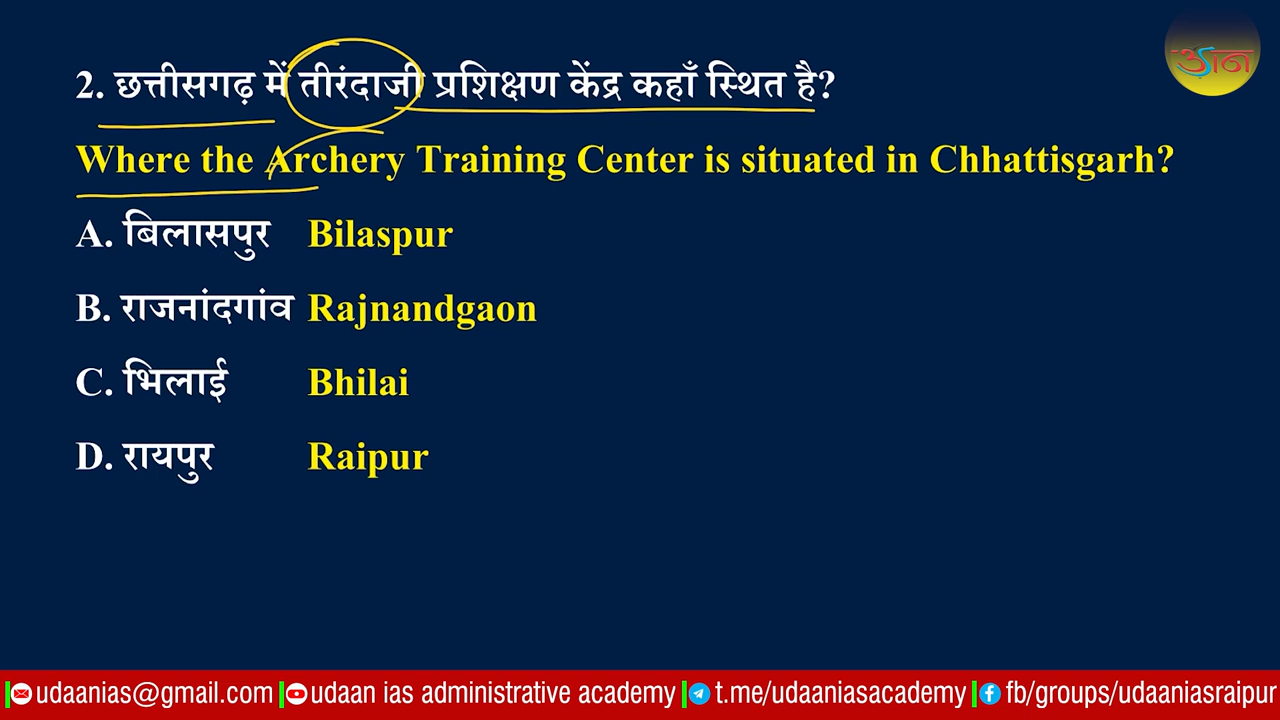 उड़ान
2. छत्तीसगढ़ में तीरंदाजी प्रशिक्षण केंद्र कहाँ स्थित है?
Where the Archery Training Center is situated in Chhattisgarh?
A. बिलासपुर Bilaspur
B. राजनांदगांव Rajnandgaon
C. भिलाई Bhilai
D. रायपुर Raipur
udaanias@gmail.com udaan ias administrative academy t.me/udaaniasacademy fb/groups/udaaniasraipur